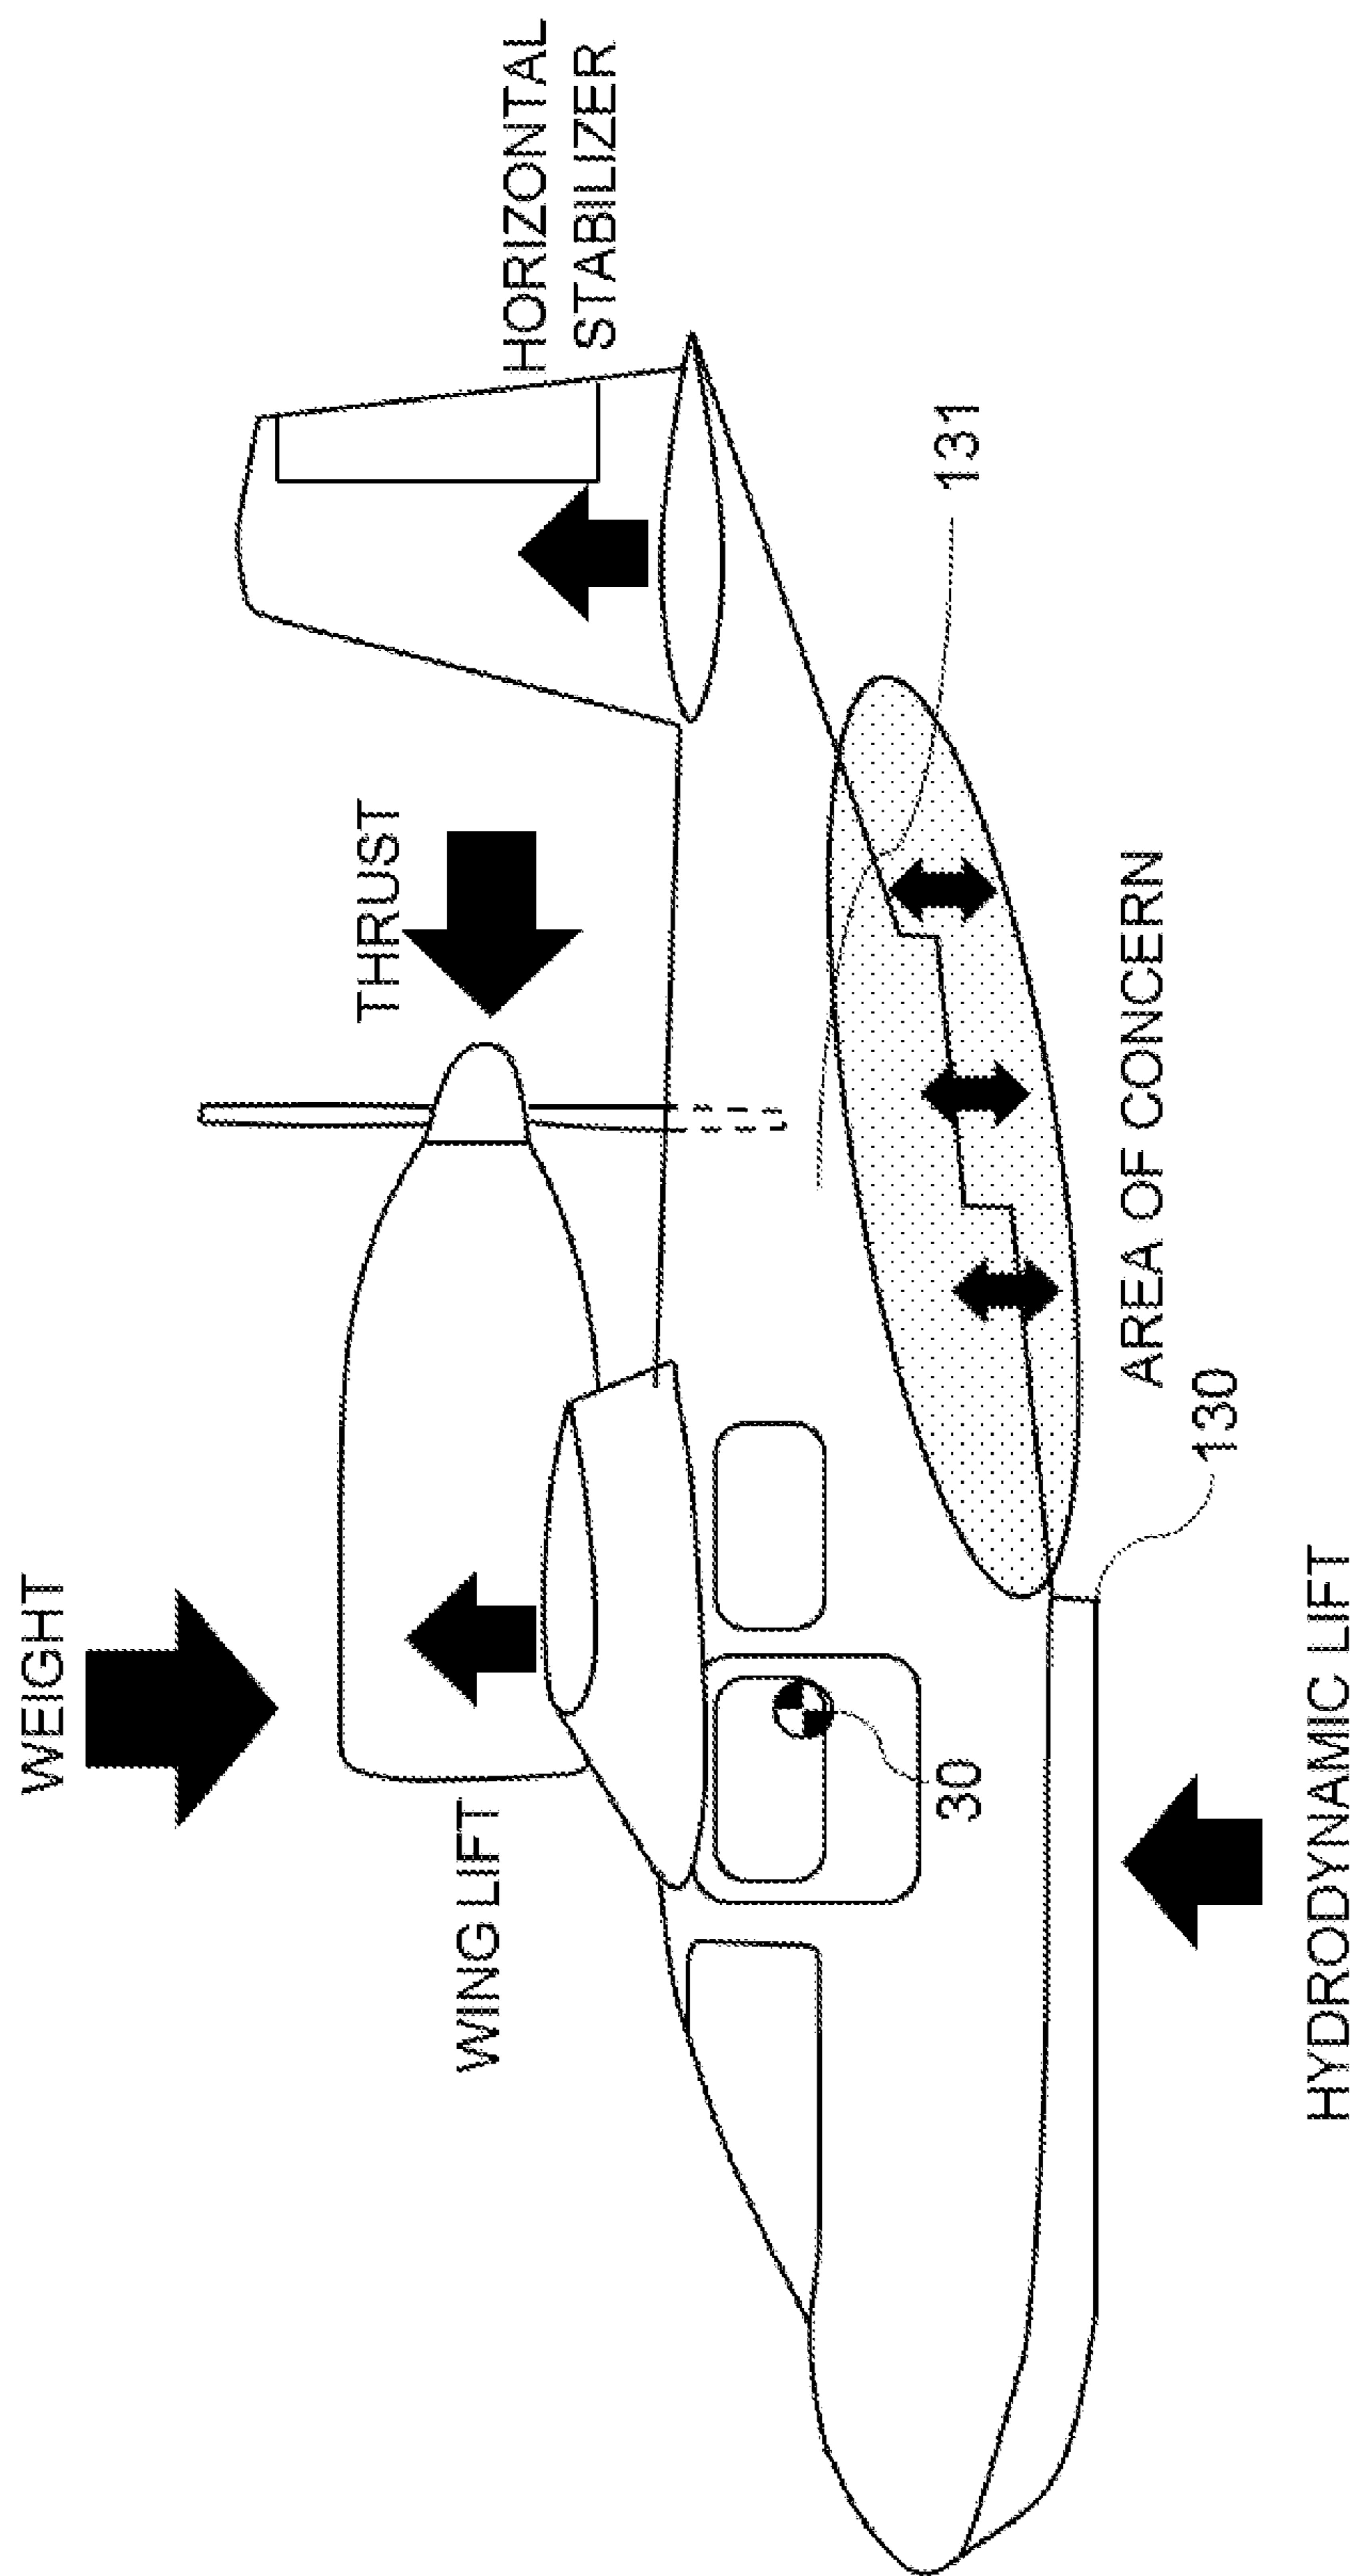 WEIGHT
THRUST
WING LIFT
HORIZONTAL
STABILIZER
30
131
AREA OF CONCERN
130
HYDRODYNAMIC LIFT